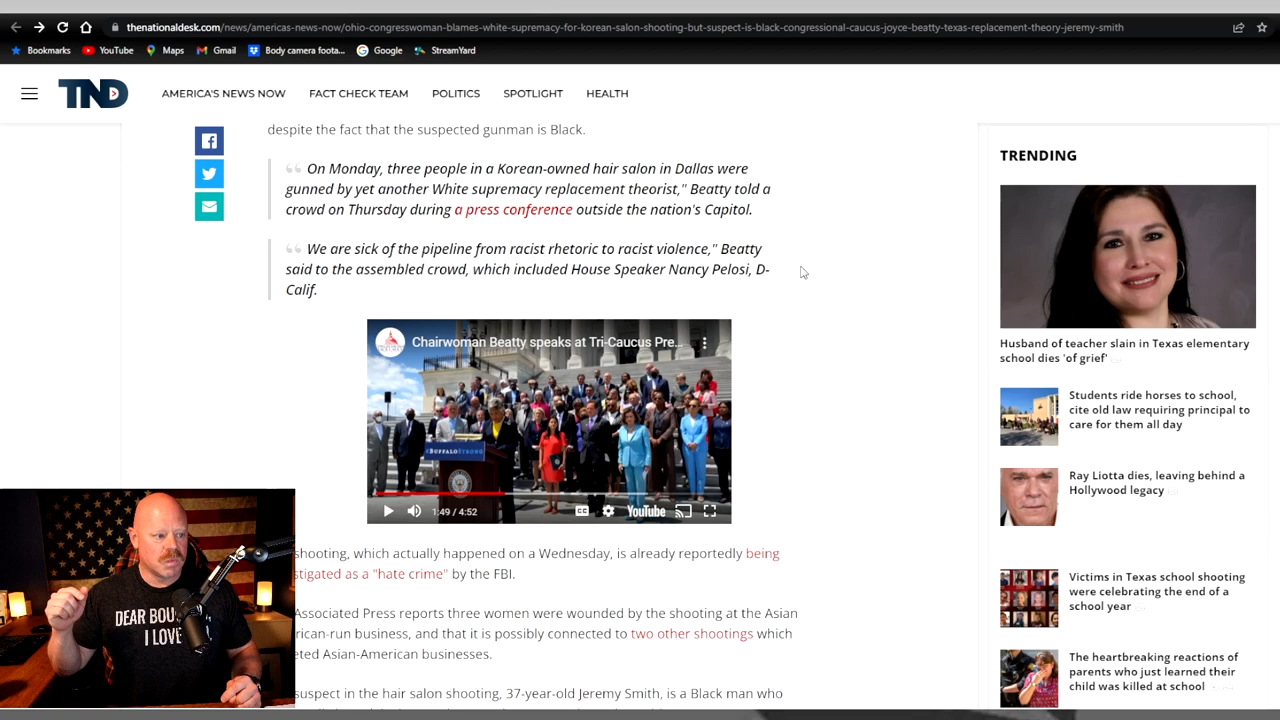 thenationaldesk.com/news/americas-news-now/ohio-congresswoman-blames-white-supremacy-for-korean-salon-shooting-but-suspect-is-black-congressional-caucus-joyce-beatty-texas-replacement-theory-jeremy-smith
Bookmarks YouTube Maps Gmail Body camera foota... Google StreamYard
TND AMERICA'S NEWS NOW FACT CHECK TEAM POLITICS SPOTLIGHT HEALTH
despite the fact that the suspected gunman is Black.
On Monday, three people in a Korean-owned hair salon in Dallas were
gunned by yet another White supremacy replacement theorist," Beatty told a
crowd on Thursday during a press conference outside the nation's Capitol.
We are sick of the pipeline from racist rhetoric to racist violence," Beatty
said to the assembled crowd, which included House Speaker Nancy Pelosi, D-
Calif.
Chairwoman Beatty speaks at Tri-Caucus Pre...
#BUFFALOSTRONG
1:49 / 4:52
CC
YouTube
shooting, which actually happened on a Wednesday, is already reportedly being
stigated as a "hate crime" by the FBI.
Associated Press reports three women were wounded by the shooting at the Asian
rican-run business, and that it is possibly connected to two other shootings which
eted Asian-American businesses.
suspect in the hair salon shooting, 37-year-old Jeremy Smith, is a Black man who
DEAR BOU
I LOVE
TRENDING
Husband of teacher slain in Texas elementary
school dies 'of grief'
Students ride horses to school,
cite old law requiring principal to
care for them all day
Ray Liotta dies, leaving behind a
Hollywood legacy
Victims in Texas school shooting
were celebrating the end of a
school year
The heartbreaking reactions of
parents who just learned their
child was killed at school